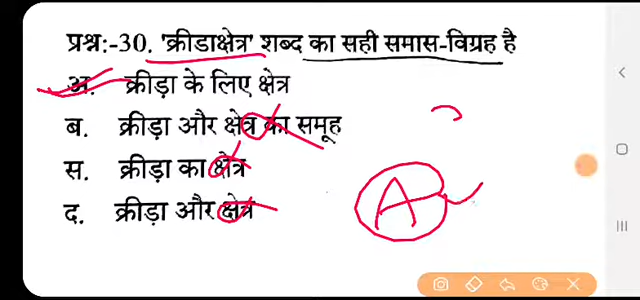 प्रश्न:-30. 'क्रीडाक्षेत्र' शब्द का सही समास-विग्रह है
अ. क्रीड़ा के लिए क्षेत्र
ब. क्रीड़ा और क्षेत्र का समूह
स. क्रीड़ा का क्षेत्र
द. क्रीड़ा और क्षेत्र
A